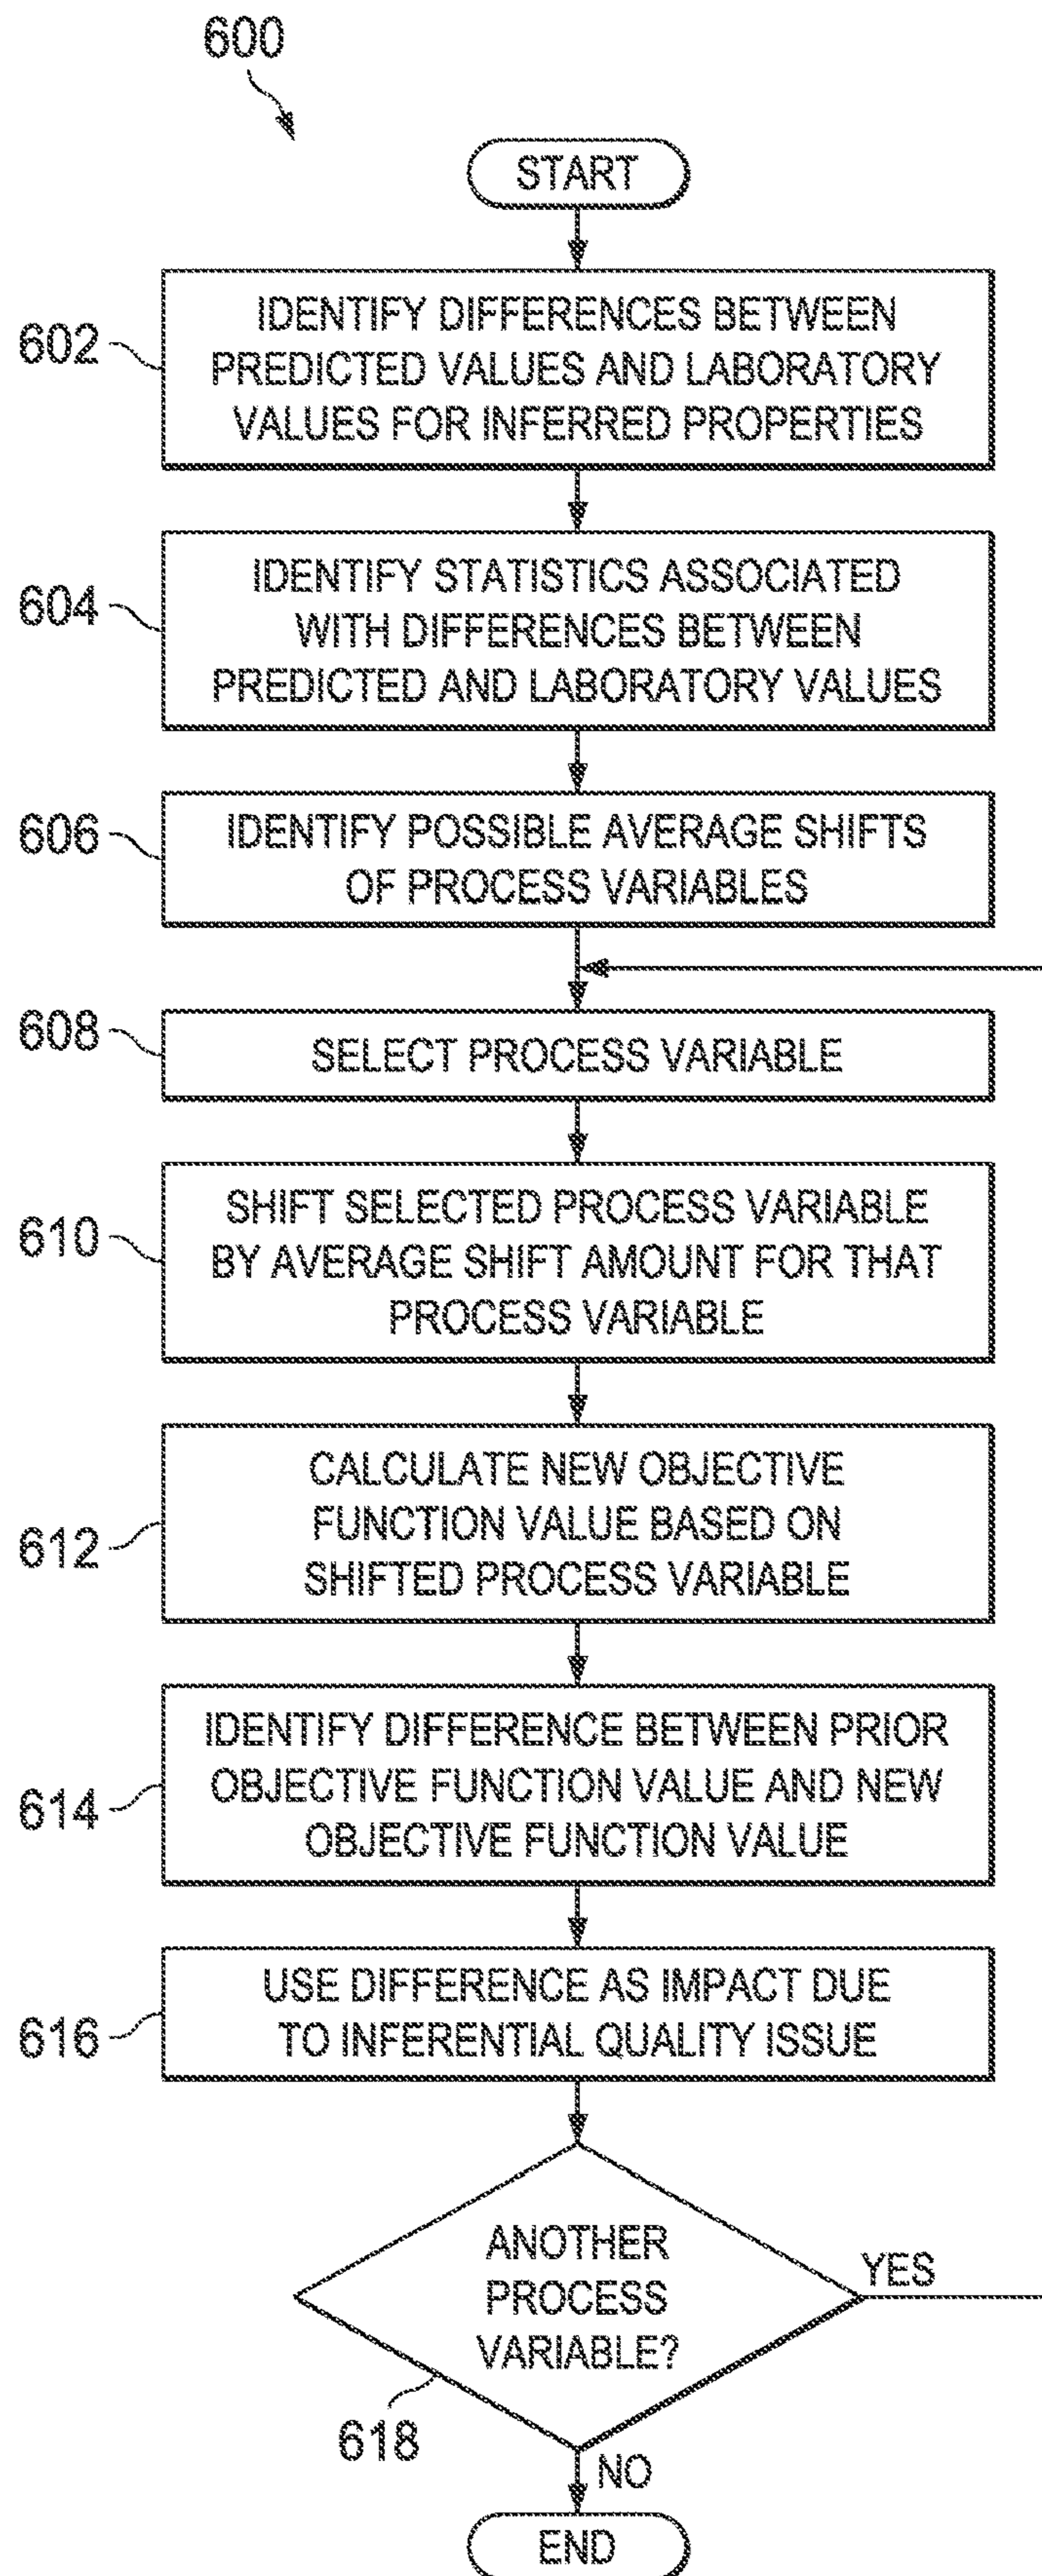 600
START
602
IDENTIFY DIFFERENCES BETWEEN
PREDICTED VALUES AND LABORATORY
VALUES FOR INFERRED PROPERTIES
604
IDENTIFY STATISTICS ASSOCIATED
WITH DIFFERENCES BETWEEN
PREDICTED AND LABORATORY VALUES
606
IDENTIFY POSSIBLE AVERAGE SHIFTS
OF PROCESS VARIABLES
608
SELECT PROCESS VARIABLE
610
SHIFT SELECTED PROCESS VARIABLE
BY AVERAGE SHIFT AMOUNT FOR THAT
PROCESS VARIABLE
612
CALCULATE NEW OBJECTIVE
FUNCTION VALUE BASED ON
SHIFTED PROCESS VARIABLE
614
IDENTIFY DIFFERENCE BETWEEN PRIOR
OBJECTIVE FUNCTION VALUE AND NEW
OBJECTIVE FUNCTION VALUE
616
USE DIFFERENCE AS IMPACT DUE
TO INFERENTIAL QUALITY ISSUE
ANOTHER
PROCESS
VARIABLE?
YES
618
NO
END